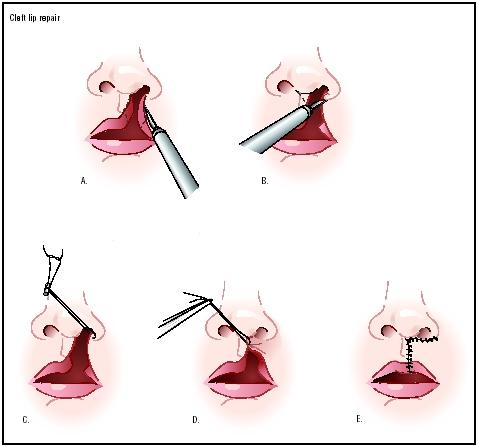 Cleft lip repair
A.
B.
C.
D.
E.